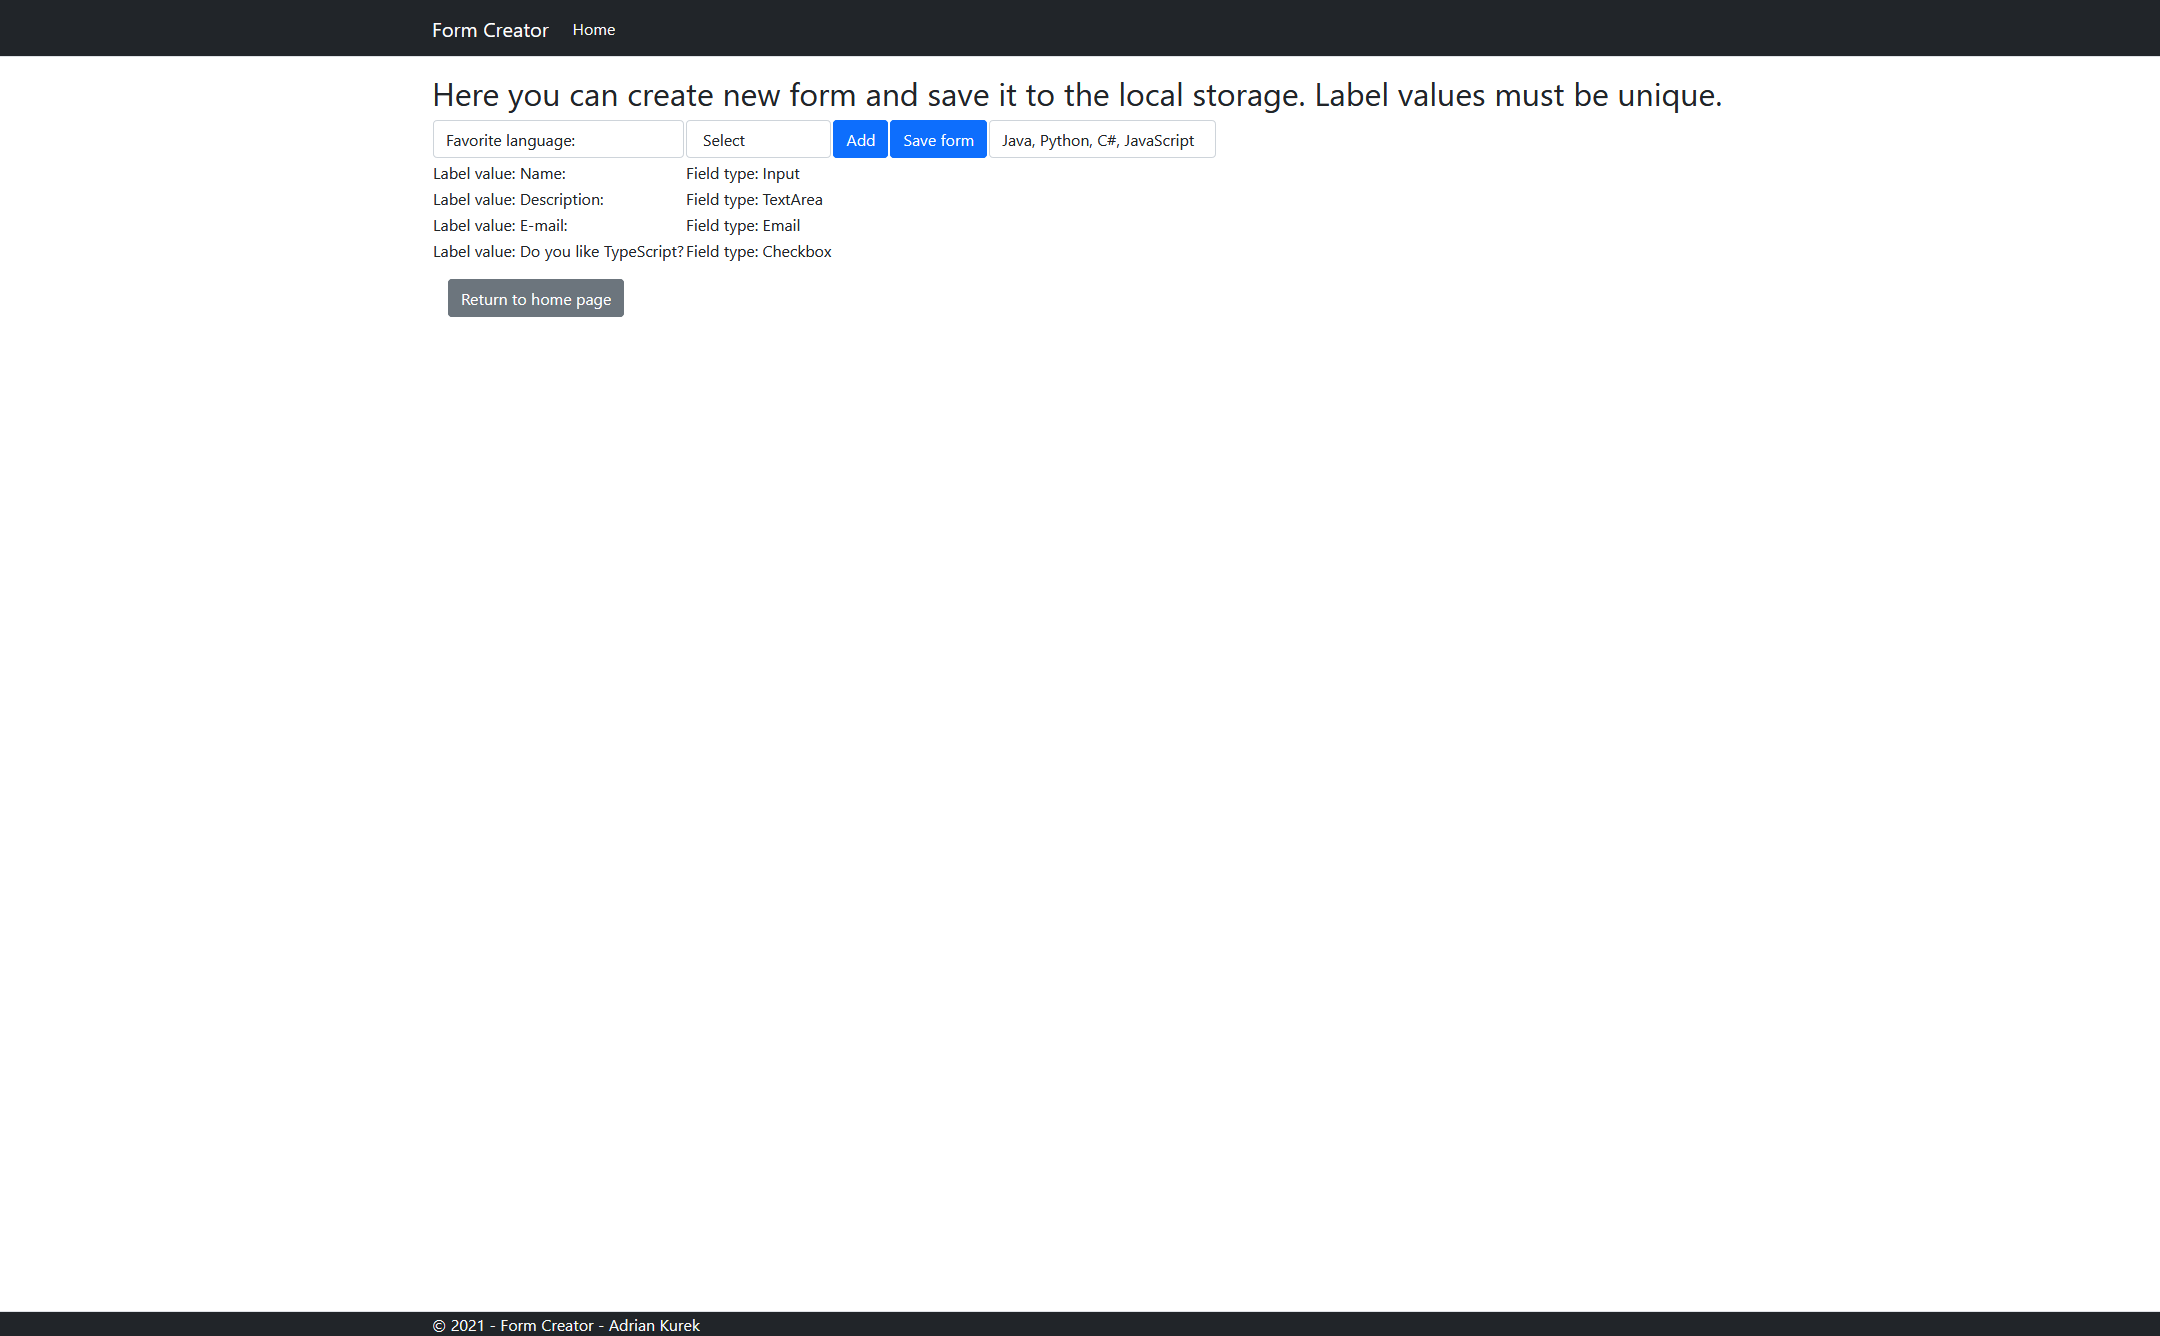 Form Creator Home
Here you can create new form and save it to the local storage. Label values must be unique.
Favorite language: Select Add Save form Java, Python, C#, JavaScript
Label value: Name: Field type: Input
Label value: Description: Field type: TextArea
Label value: E-mail: Field type: Email
Label value: Do you like TypeScript? Field type: Checkbox
Return to home page
© 2021 - Form Creator - Adrian Kurek